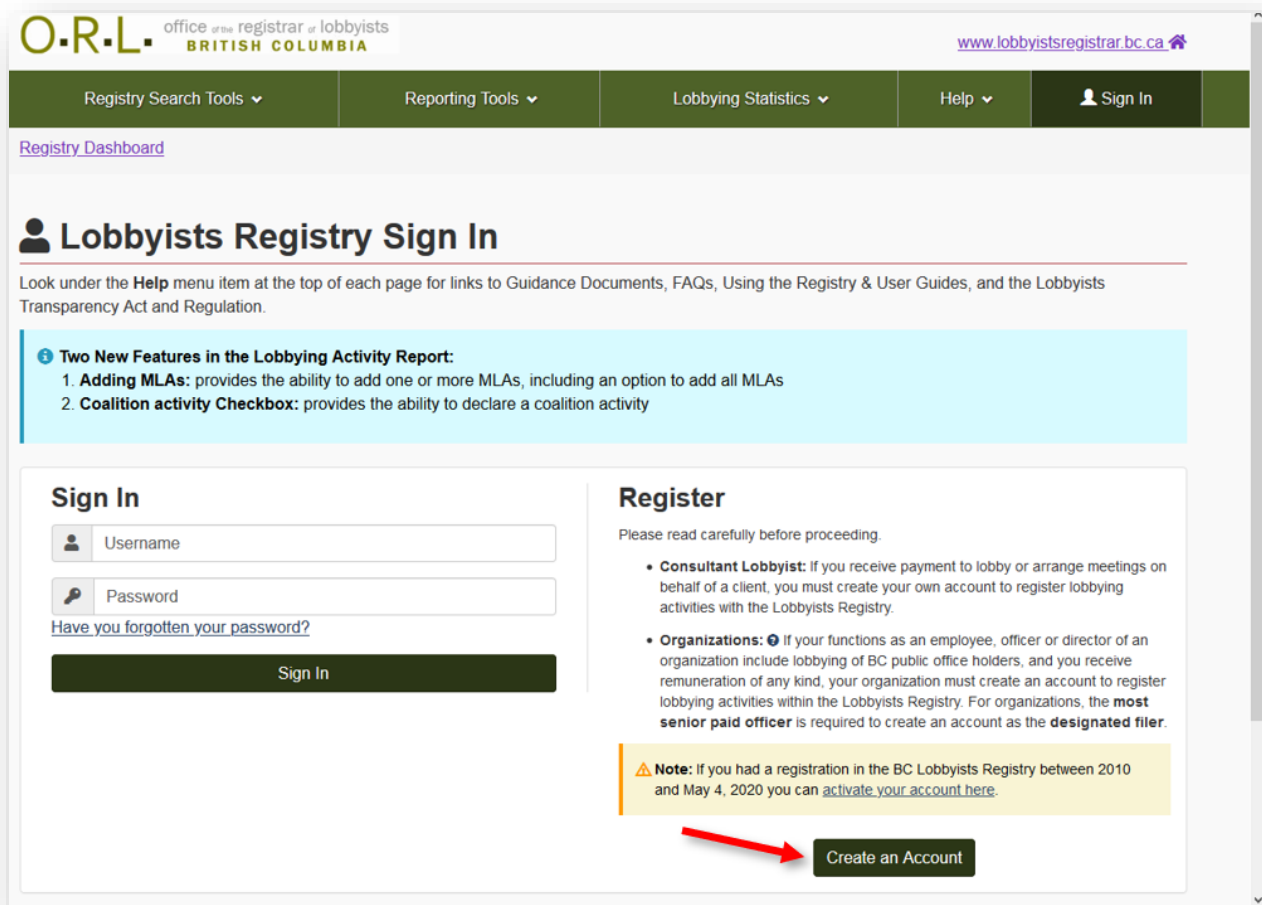 O.R.L. office of the registrar of lobbyists
BRITISH COLUMBIA
www.lobbyistsregistrar.bc.ca
Registry Search Tools Reporting Tools Lobbying Statistics Help Sign In
Registry Dashboard
Lobbyists Registry Sign In
Look under the Help menu item at the top of each page for links to Guidance Documents, FAQs, Using the Registry & User Guides, and the Lobbyists
Transparency Act and Regulation.
Two New Features in the Lobbying Activity Report:
1. Adding MLAs: provides the ability to add one or more MLAs, including an option to add all MLAs
2. Coalition activity Checkbox: provides the ability to declare a coalition activity
Sign In
Username
Password
Have you forgotten your password?
Sign In
Register
Please read carefully before proceeding.
• Consultant Lobbyist: If you receive payment to lobby or arrange meetings on
behalf of a client, you must create your own account to register lobbying
activities with the Lobbyists Registry.
• Organizations: If your functions as an employee, officer or director of an
organization include lobbying of BC public office holders, and you receive
remuneration of any kind, your organization must create an account to register
lobbying activities within the Lobbyists Registry. For organizations, the most
senior paid officer is required to create an account as the designated filer.
Note: If you had a registration in the BC Lobbyists Registry between 2010
and May 4, 2020 you can activate your account here.
Create an Account